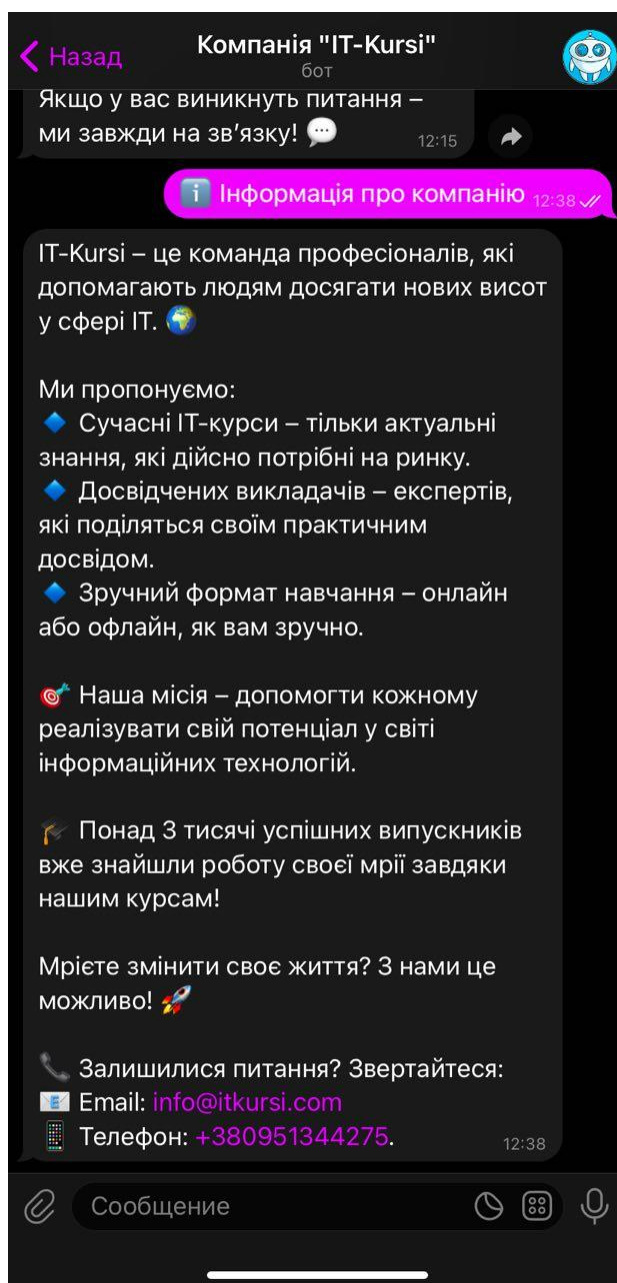 Назад
Компанія "IT-Kursi"
бот
Якщо у вас виникнуть питання –
ми завжди на зв’язку! 💬
12:15
ℹ️ Інформація про компанію 12:38
IT-Kursi – це команда професіоналів, які
допомагають людям досягати нових висот
у сфері IT. 🌍
Ми пропонуємо:
🔹 Сучасні IT-курси – тільки актуальні
знання, які дійсно потрібні на ринку.
🔹 Досвідчених викладачів – експертів,
які поділяться своїм практичним
досвідом.
🔹 Зручний формат навчання – онлайн
або офлайн, як вам зручно.
🎯 Наша місія – допомогти кожному
реалізувати свій потенціал у світі
інформаційних технологій.
🎓 Понад 3 тисячі успішних випускників
вже знайшли роботу своєї мрії завдяки
нашим курсам!
Мрієте змінити своє життя? З нами це
можливо! 🚀
📞 Залишилися питання? Звертайтеся:
📧 Email: info@itkursi.com
📱 Телефон: +380951344275.
12:38
Сообщение